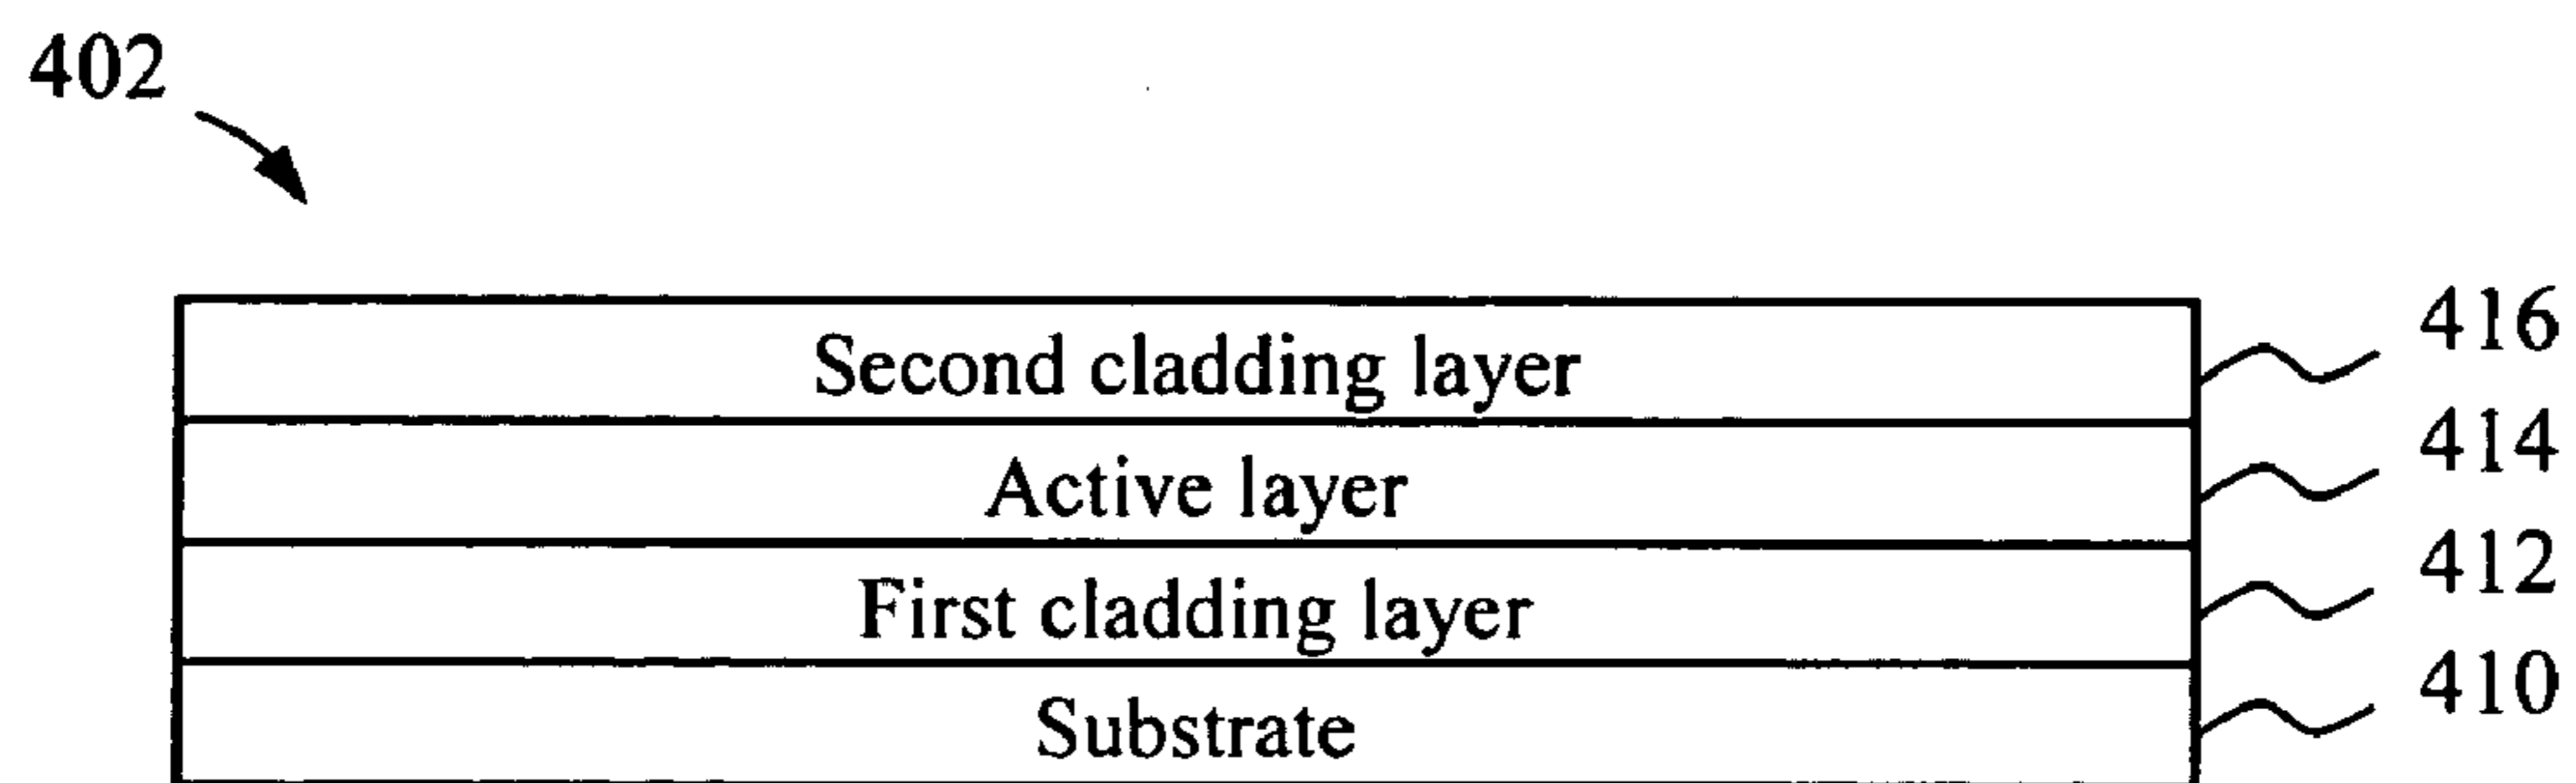 402
Second cladding layer 416
Active layer 414
First cladding layer 412
Substrate 410